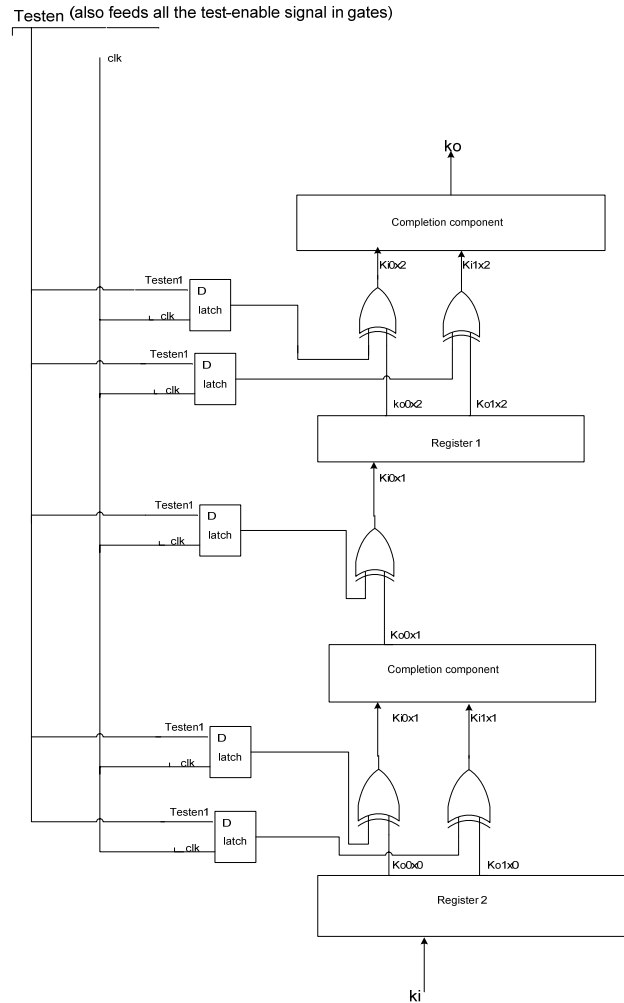 Testen (also feeds all the test-enable signal in gates)
clk
ko
Completion component
Ki0x2
Ki1x2
Testen1
D
latch
clk
Testen1
D
latch
clk
ko0x2
Ko1x2
Register 1
Ki0x1
Testen1
D
latch
clk
Ko0x1
Completion component
Ki0x1
Ki1x1
Testen1
D
latch
clk
Testen1
D
latch
clk
Ko0x0
Ko1x0
Register 2
ki